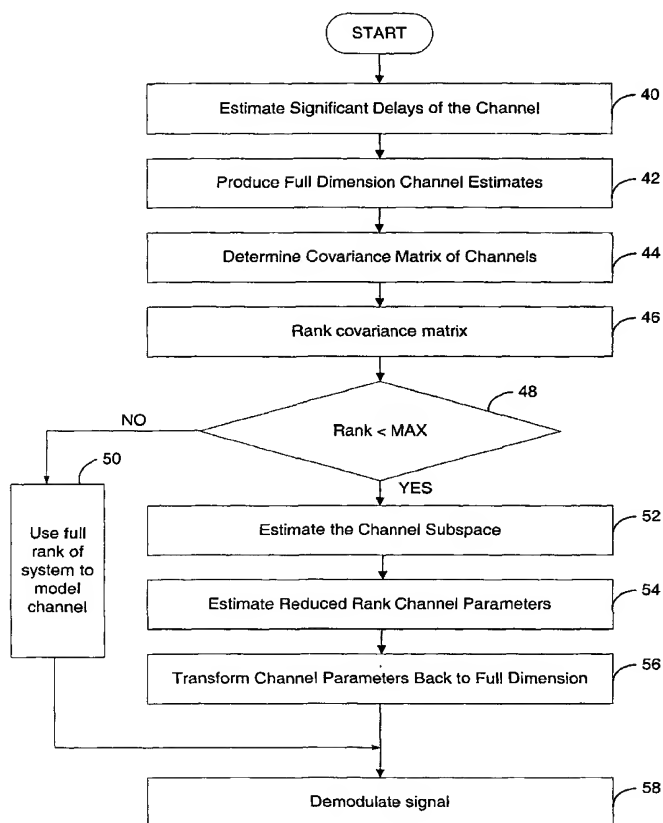 START
Estimate Significant Delays of the Channel
40
Produce Full Dimension Channel Estimates
42
Determine Covariance Matrix of Channels
44
Rank covariance matrix
46
Rank < MAX
48
NO
YES
50
Use full
rank of
system to
model
channel
Estimate the Channel Subspace
52
Estimate Reduced Rank Channel Parameters
54
Transform Channel Parameters Back to Full Dimension
56
Demodulate signal
58